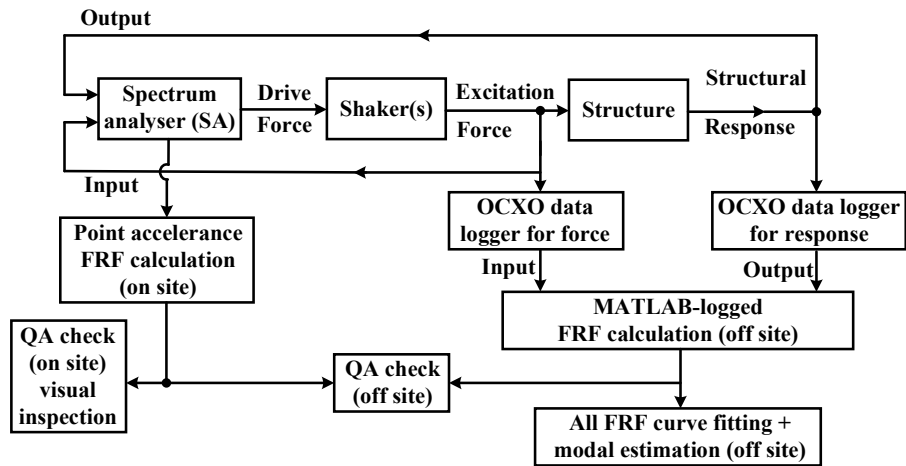 Output
Spectrum
analyser (SA)
Drive
Force
Shaker(s)
Excitation
Force
Structure
Structural
Response
Input
Point accelerance
FRF calculation
(on site)
OCXO data
logger for force
OCXO data logger
for response
Input
Output
MATLAB-logged
FRF calculation (off site)
QA check
(on site)
visual
inspection
QA check
(off site)
All FRF curve fitting +
modal estimation (off site)